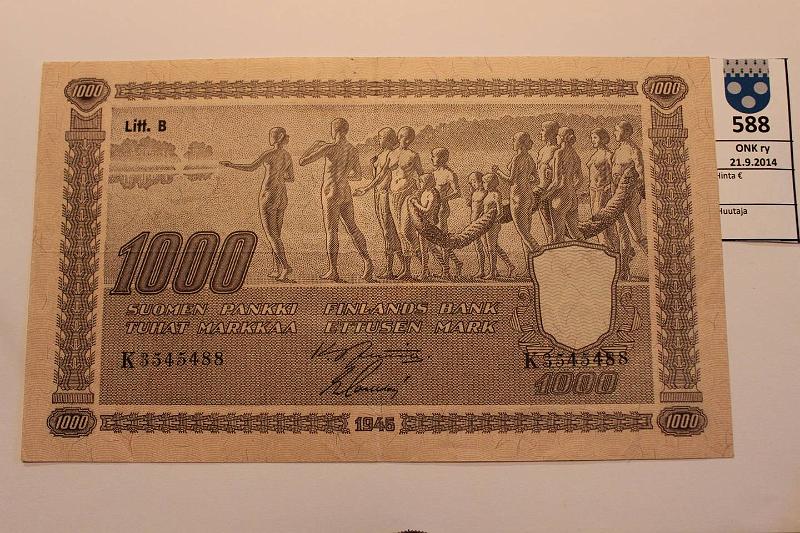 1000
1000
Litt. B
1000
SUOMEN PANKKI FINLANDS BANK
TUHAT MARKKAA ETTUSEN MARK
K3545488
K3545488
1000
1000
1945
1000
588
ONK ry
21.9.2014
Hinta €
Huutaja